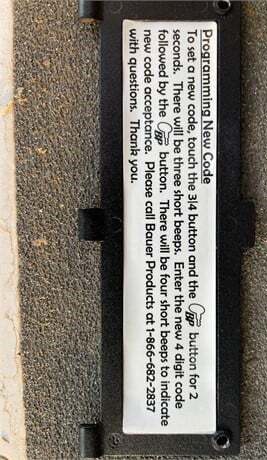 Programming New Code
To set a new code, touch the 3|4 button and the BP button for 2
seconds. There will be three short beeps. Enter the new 4 digit code
followed by the BP button. There will be four short beeps to indicate
new code acceptance. Please call Bauer Products at 1-866-682-2837
with questions. Thank you.